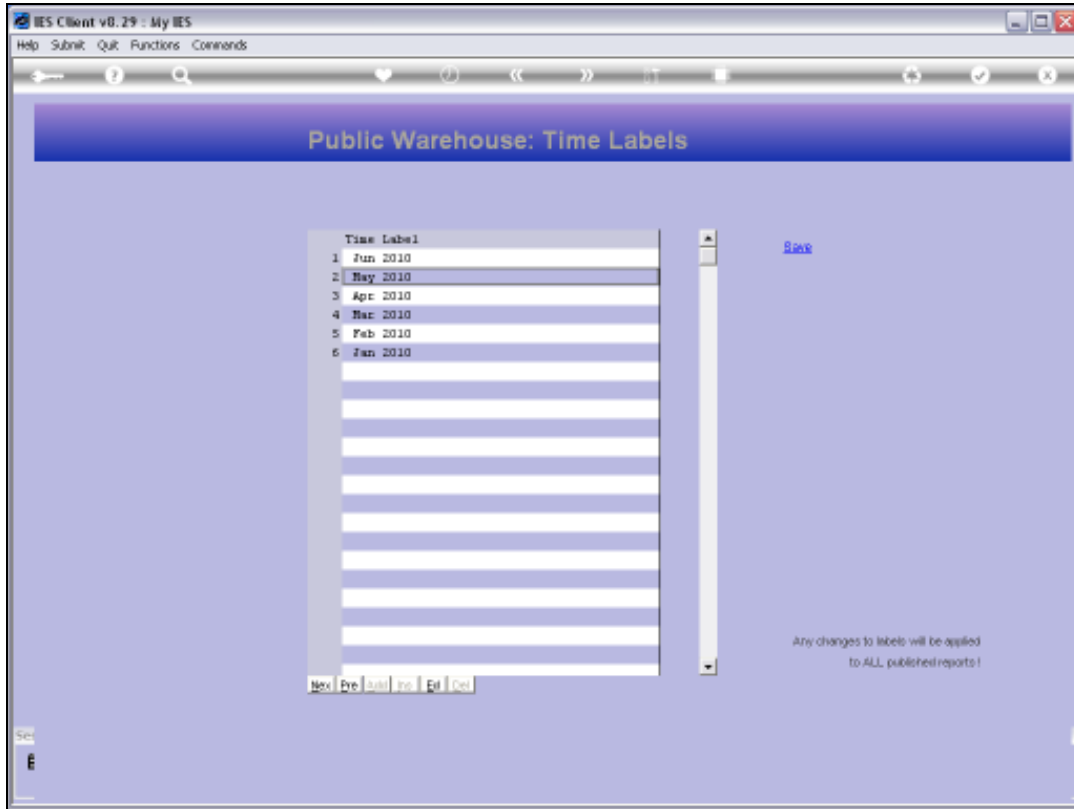 IES Client v8.29 : My IES
Help Submit Quit Functions Commands
Public Warehouse: Time Labels
Time Label
Save
1 Jun 2010
2 May 2010
3 Apr 2010
4 Mar 2010
5 Feb 2010
6 Jan 2010
Any changes to labels will be applied
to ALL published reports !
Nex Pre Add Ins Edi Del
Se